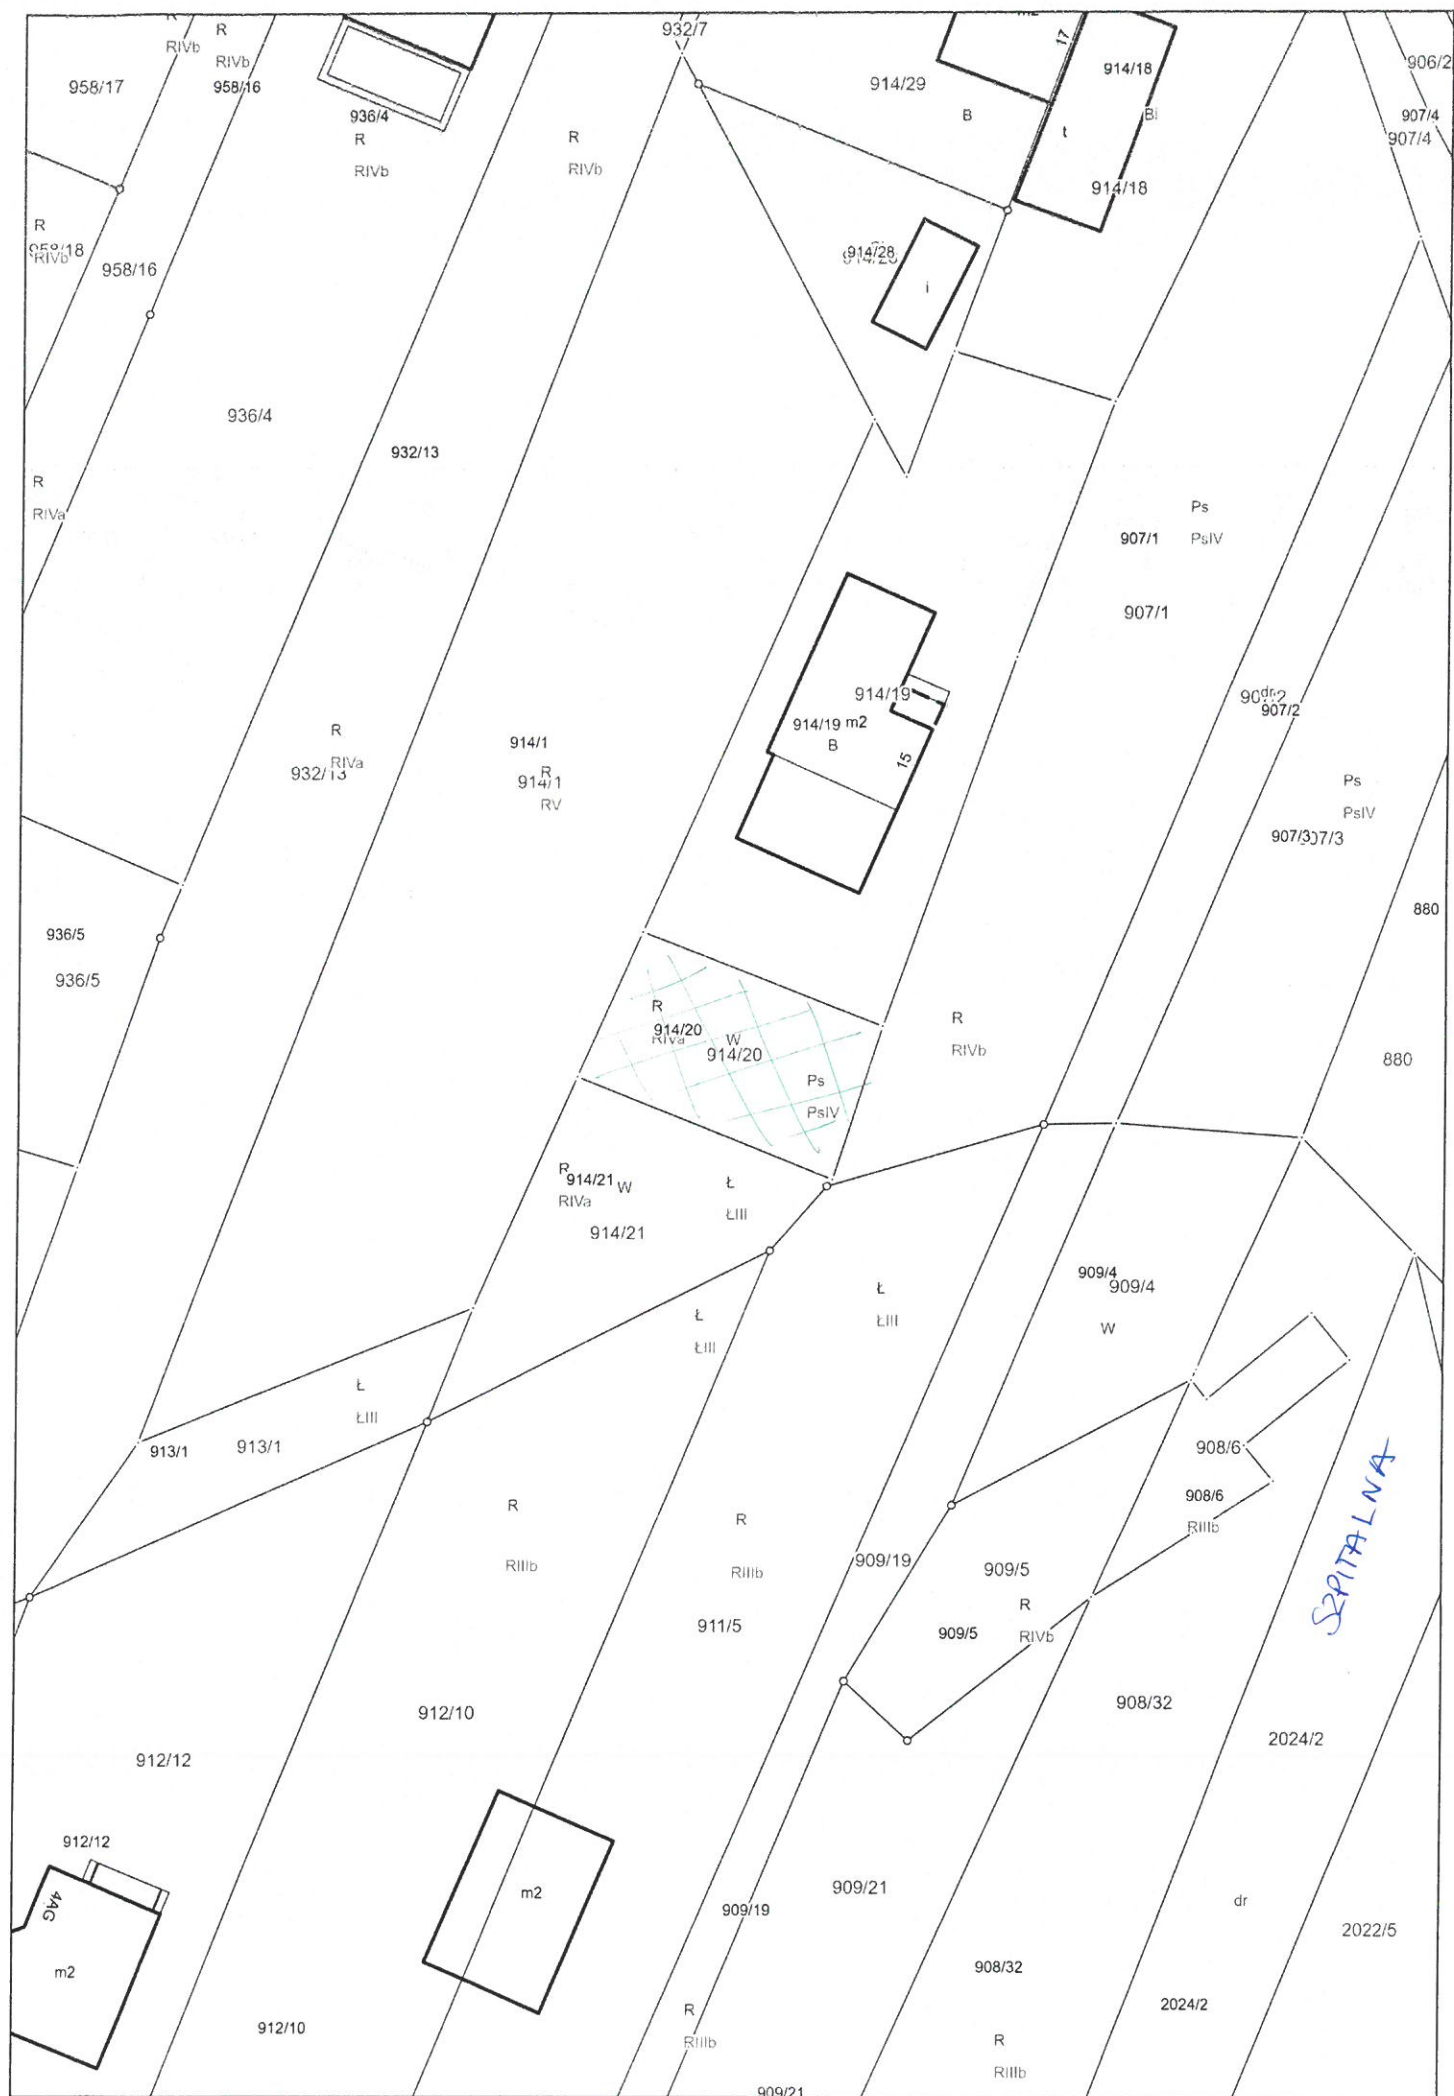 932/7
R
RIVb
R
RIVb
958/17
958/16
936/4
R
RIVb
R
RIVb
914/29
B
17
914/18
Bi
t
914/18
906/2
907/4
907/4
R
RIVb
958/16
914/28
i
936/4
932/13
R
RIVa
Ps
907/1
PsIV
907/1
914/19
914/19 m2
B
15
dr
907/2
R
RIVa
932/13
914/1
R
914/1
RV
Ps
PsIV
907/3
907/3
880
936/5
936/5
R
914/20
RIVa
W
914/20
Ps
PsIV
R
RIVb
880
R
914/21
W
RIVa
914/21
Ł
ŁIII
909/4
909/4
W
Ł
ŁIII
Ł
ŁIII
Ł
ŁIII
913/1
913/1
908/6
908/6
RIIIb
SZPITALNA
R
RIIIb
R
RIIIb
909/19
909/5
R
909/5
RIVb
911/5
912/10
908/32
2024/2
912/12
912/12
4AG
m2
m2
909/21
909/19
dr
2022/5
908/32
2024/2
912/10
R
RIIIb
R
RIIIb
909/21